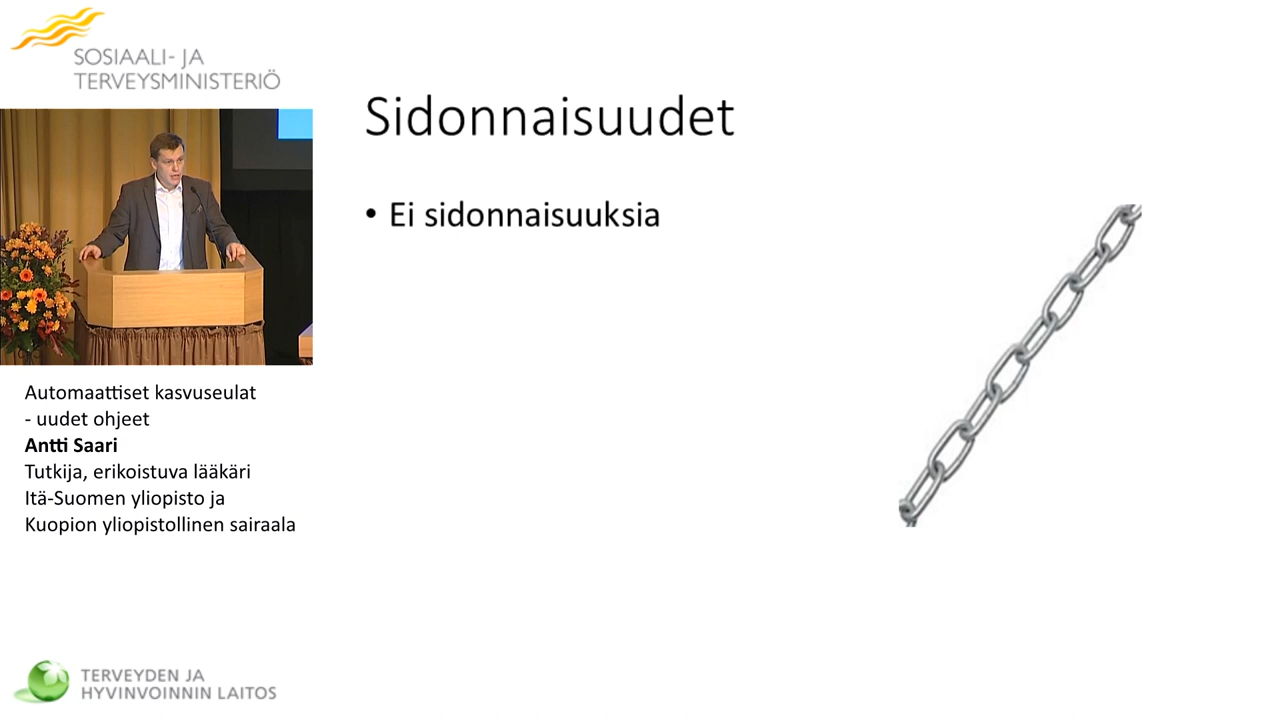 SOSIAALI- JA
TERVEYSMINISTERIÖ
Sidonnaisuudet
• Ei sidonnaisuuksia
Automaattiset kasvuseulat
- uudet ohjeet
Antti Saari
Tutkija, erikoistuva lääkäri
Itä-Suomen yliopisto ja
Kuopion yliopistollinen sairaala
TERVEYDEN JA
HYVINVOINNIN LAITOS